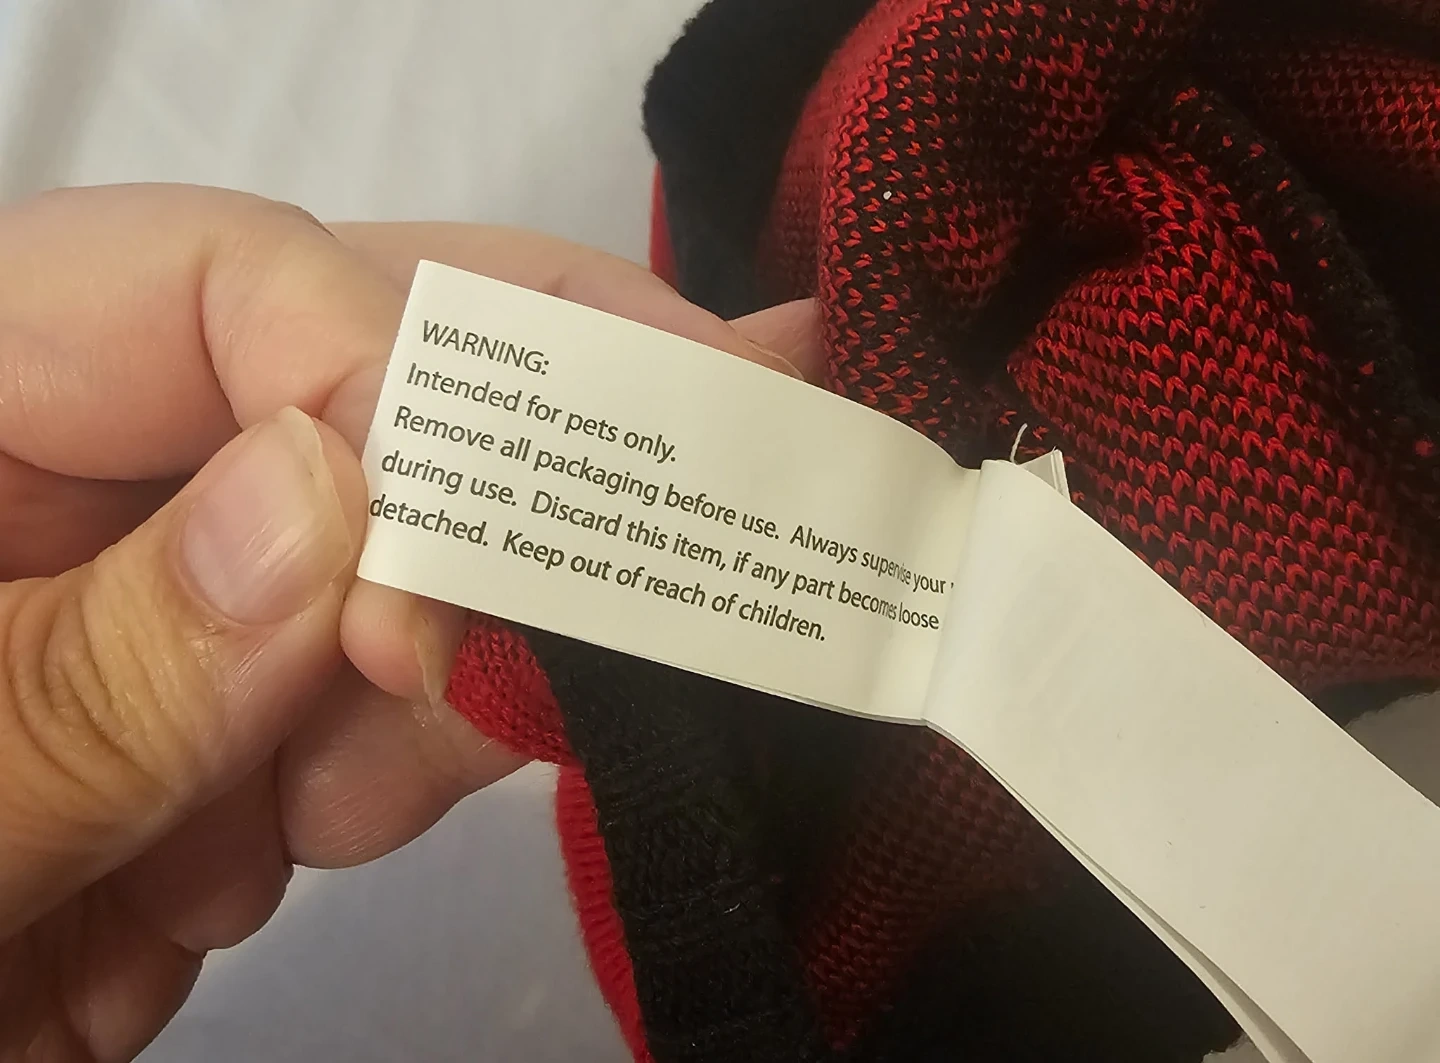 WARNING:
Intended for pets only.
Remove all packaging before use. Always supervise your
during use. Discard this item, if any part becomes loose
detached. Keep out of reach of children.